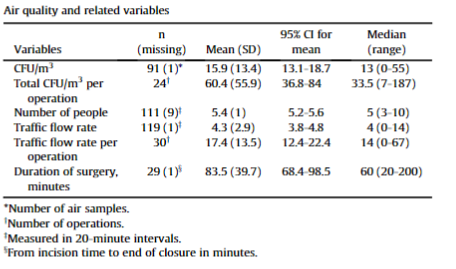 Air quality and related variables
n 95% CI for Median
Variables (missing) Mean (SD) mean (range)
CFU/m³ 91 (1)* 15.9 (13.4) 13.1-18.7 13 (0-55)
Total CFU/m³ per 24† 60.4 (55.9) 36.8-84 33.5 (7-187)
operation
Number of people 111 (9)‡ 5.4 (1) 5.2-5.6 5 (3-10)
Traffic flow rate 119 (1)‡ 4.3 (2.9) 3.8-4.8 4 (0-14)
Traffic flow rate per 30† 17.4 (13.5) 12.4-22.4 14 (0-67)
operation
Duration of surgery, 29 (1)§ 83.5 (39.7) 68.4-98.5 60 (20-200)
minutes
*Number of air samples.
†Number of operations.
‡Measured in 20-minute intervals.
§From incision time to end of closure in minutes.